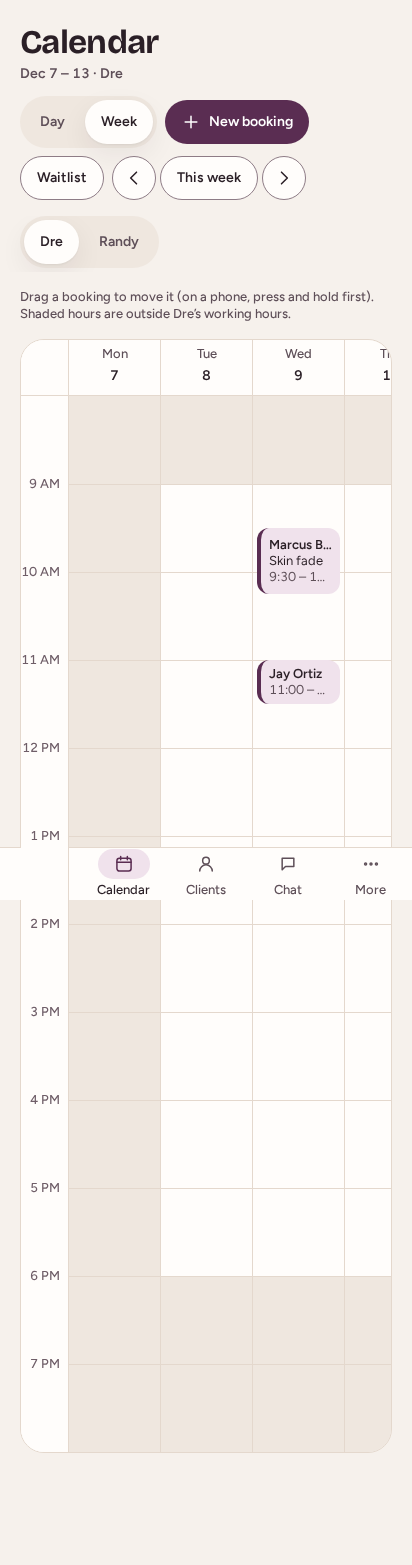 Calendar
Dec 7 – 13 · Dre
Day Week + New booking
Waitlist < This week >
Dre Randy
Drag a booking to move it (on a phone, press and hold first).
Shaded hours are outside Dre's working hours.
Mon Tue Wed
7 8 9
9 AM
Marcus B...
Skin fade
9:30 – 1...
10 AM
11 AM
Jay Ortiz
11:00 – ...
12 PM
1 PM
Calendar Clients Chat More
2 PM
3 PM
4 PM
5 PM
6 PM
7 PM